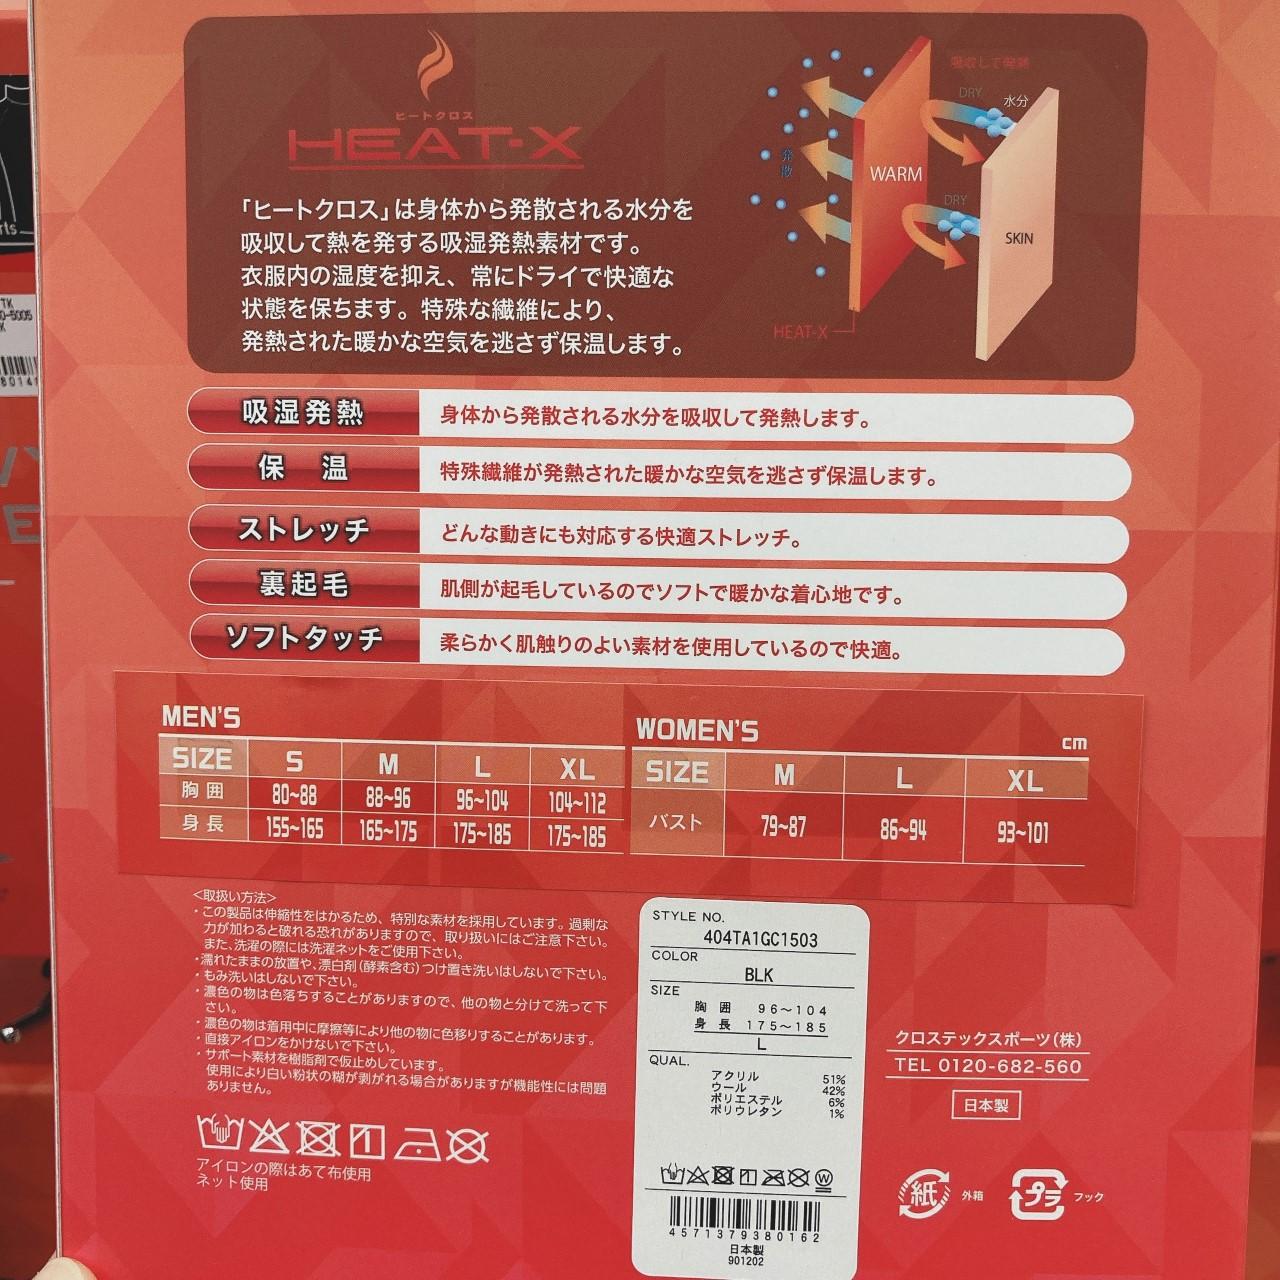 ヒートクロス
HEAT-X
「ヒートクロス」は身体から発散される水分を
吸収して熱を発する吸湿発熱素材です。
衣服内の湿度を抑え、常にドライで快適な
状態を保ちます。特殊な繊維により、
発熱された暖かな空気を逃さず保温します。
吸収して発熱
DRY
水分
発散
WARM
DRY
SKIN
HEAT-X
吸湿発熱 身体から発散される水分を吸収して発熱します。
保 温 特殊繊維が発熱された暖かな空気を逃さず保温します。
ストレッチ どんな動きにも対応する快適ストレッチ。
裏起毛 肌側が起毛しているのでソフトで暖かな着心地です。
ソフトタッチ 柔らかく肌触りのよい素材を使用しているので快適。
MEN'S
SIZE S M L XL
胸囲 80~88 88~96 96~104 104~112
身長 155~165 165~175 175~185 175~185
WOMEN'S
cm
SIZE M L XL
バスト 79~87 86~94 93~101
<取扱い方法>
・この製品は伸縮性をはかるため、特別な素材を採用しています。過剰な
力が加わると破れる恐れがありますので、取り扱いにはご注意下さい。
また、洗濯の際には洗濯ネットをご使用下さい。
・濡れたままの放置や、漂白剤(酵素含む)つけ置き洗いはしないで下さい。
・もみ洗いはしないで下さい。
・濃色の物は色落ちすることがありますので、他の物と分けて洗って下
さい。
・濃色の物は着用中に摩擦等により他の物に色移りすることがあります。
・直接アイロンをかけないで下さい。
・サポート素材を樹脂剤で仮止めしています。
使用により白い粉状の糊が剥がれる場合がありますが機能性には問題
ありません。
アイロンの際はあて布使用
ネット使用
STYLE NO.
404TA1GC1503
COLOR
BLK
SIZE
胸 囲 96～104
身 長 175～185
L
QUAL.
アクリル 51%
ウール 42%
ポリエステル 6%
ポリウレタン 1%
W
4571379380162
日本製
901202
クロステックスポーツ(株)
TEL 0120-682-560
日本製
紙 外箱
プラ フック
TK
0-5005
K
8014
rts